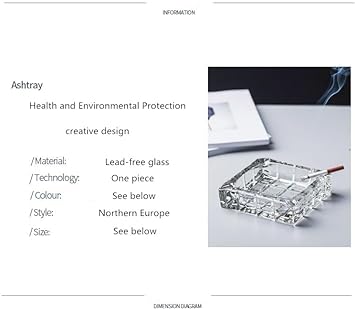 INFORMATION
Ashtray
Health and Environmental Protection
creative design
/Material: Lead-free glass
/Technology: One piece
/Colour: See below
/Style: Northern Europe
/Size: See below
DIMENSION DIAGRAM